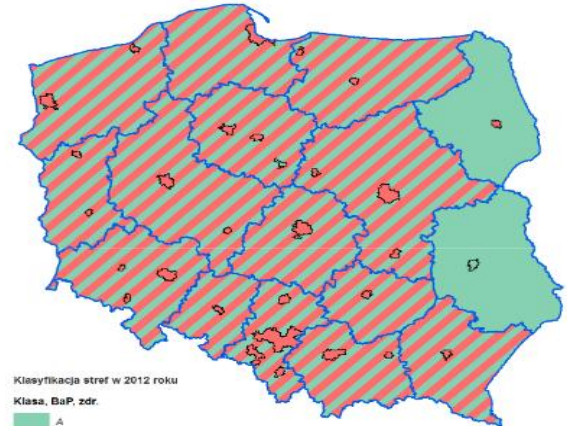 Klasyfikacja stref w 2012 roku
Klasa, BaP, zdr.
A